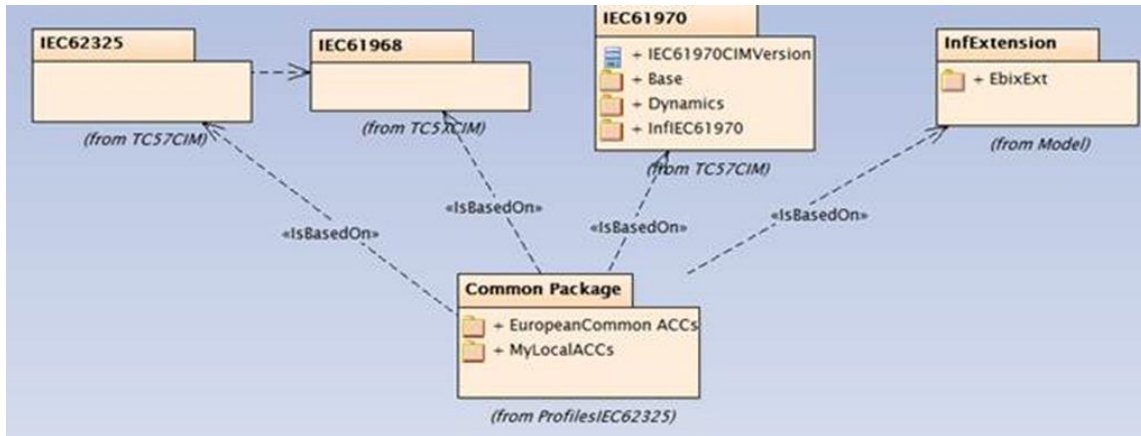 IEC62325
(from TC57CIM)
IEC61968
(from TC57CIM)
IEC61970
+ IEC61970CIMVersion
+ Base
+ Dynamics
+ InfIEC61970
(from TC57CIM)
InfExtension
+ EbixExt
(from Model)
«IsBasedOn»
«IsBasedOn»
«IsBasedOn»
«IsBasedOn»
Common Package
+ EuropeanCommon ACCs
+ MyLocalACCs
(from ProfilesIEC62325)